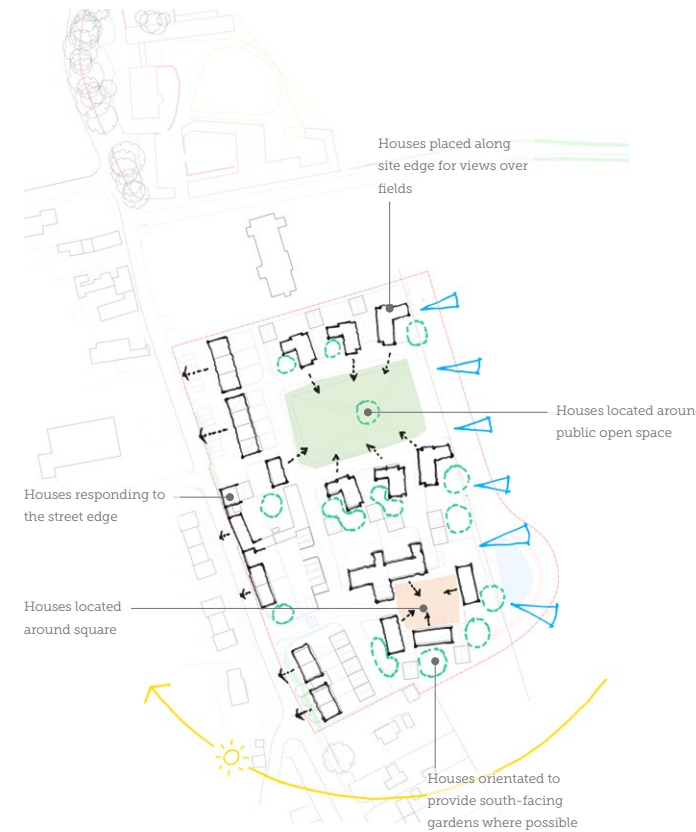 Houses placed along
site edge for views over
fields
Houses located aroun
public open space
Houses responding to
the street edge
Houses located
around square
Houses orientated to
provide south-facing
gardens where possible